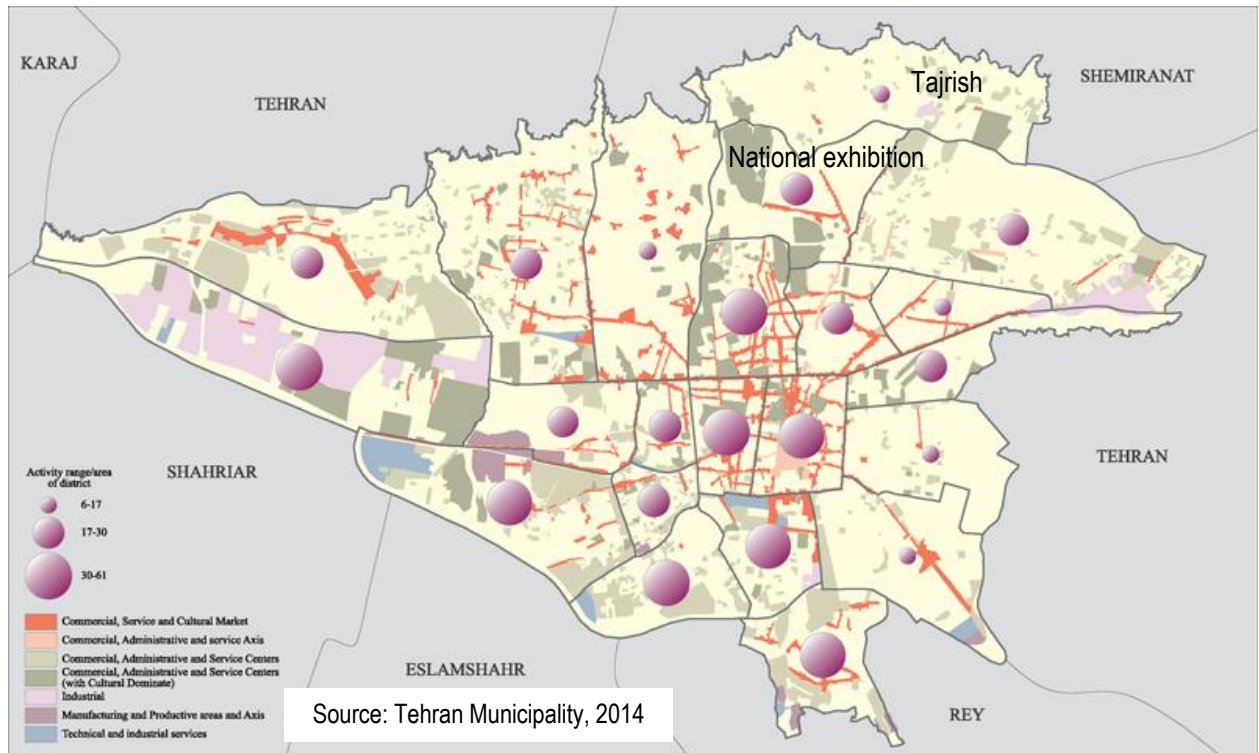 KARAJ
TEHRAN
Tajrish
SHEMIRANAT
National exhibition
SHAHRIAR
TEHRAN
Activity range/area
of district
6-17
17-30
30-61
Commercial, Service and Cultural Market
Commercial, Administrative and service Axis
Commercial, Administrative and Service Centers
Commercial, Administrative and Service Centers
(with Cultural Dominate)
Industrial
Manufacturing and Productive areas and Axis
Technical and industrial services
ESLAMSHAHR
Source: Tehran Municipality, 2014
REY